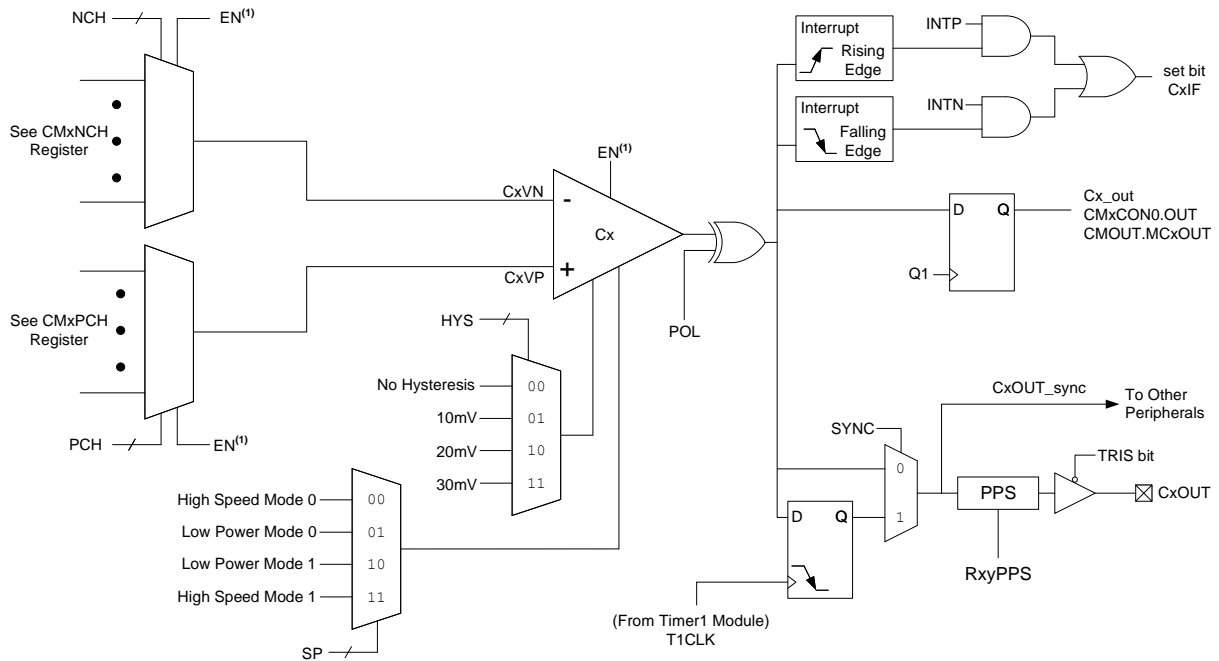 NCH
EN(1)
See CMxNCH
Register
See CMxPCH
Register
PCH
EN(1)
CxVN
CxVP
EN(1)
-
Cx
+
HYS
No Hysteresis
00
10mV
01
20mV
10
30mV
11
High Speed Mode 0
00
Low Power Mode 0
01
Low Power Mode 1
10
High Speed Mode 1
11
SP
POL
Interrupt
Rising
Edge
Interrupt
Falling
Edge
INTP
INTN
set bit
CxIF
D
Q
Q1
Cx_out
CMxCON0.OUT
CMOUT.MCxOUT
CxOUT_sync
To Other
Peripherals
SYNC
0
1
D
Q
(From Timer1 Module)
T1CLK
PPS
RxyPPS
TRIS bit
CxOUT